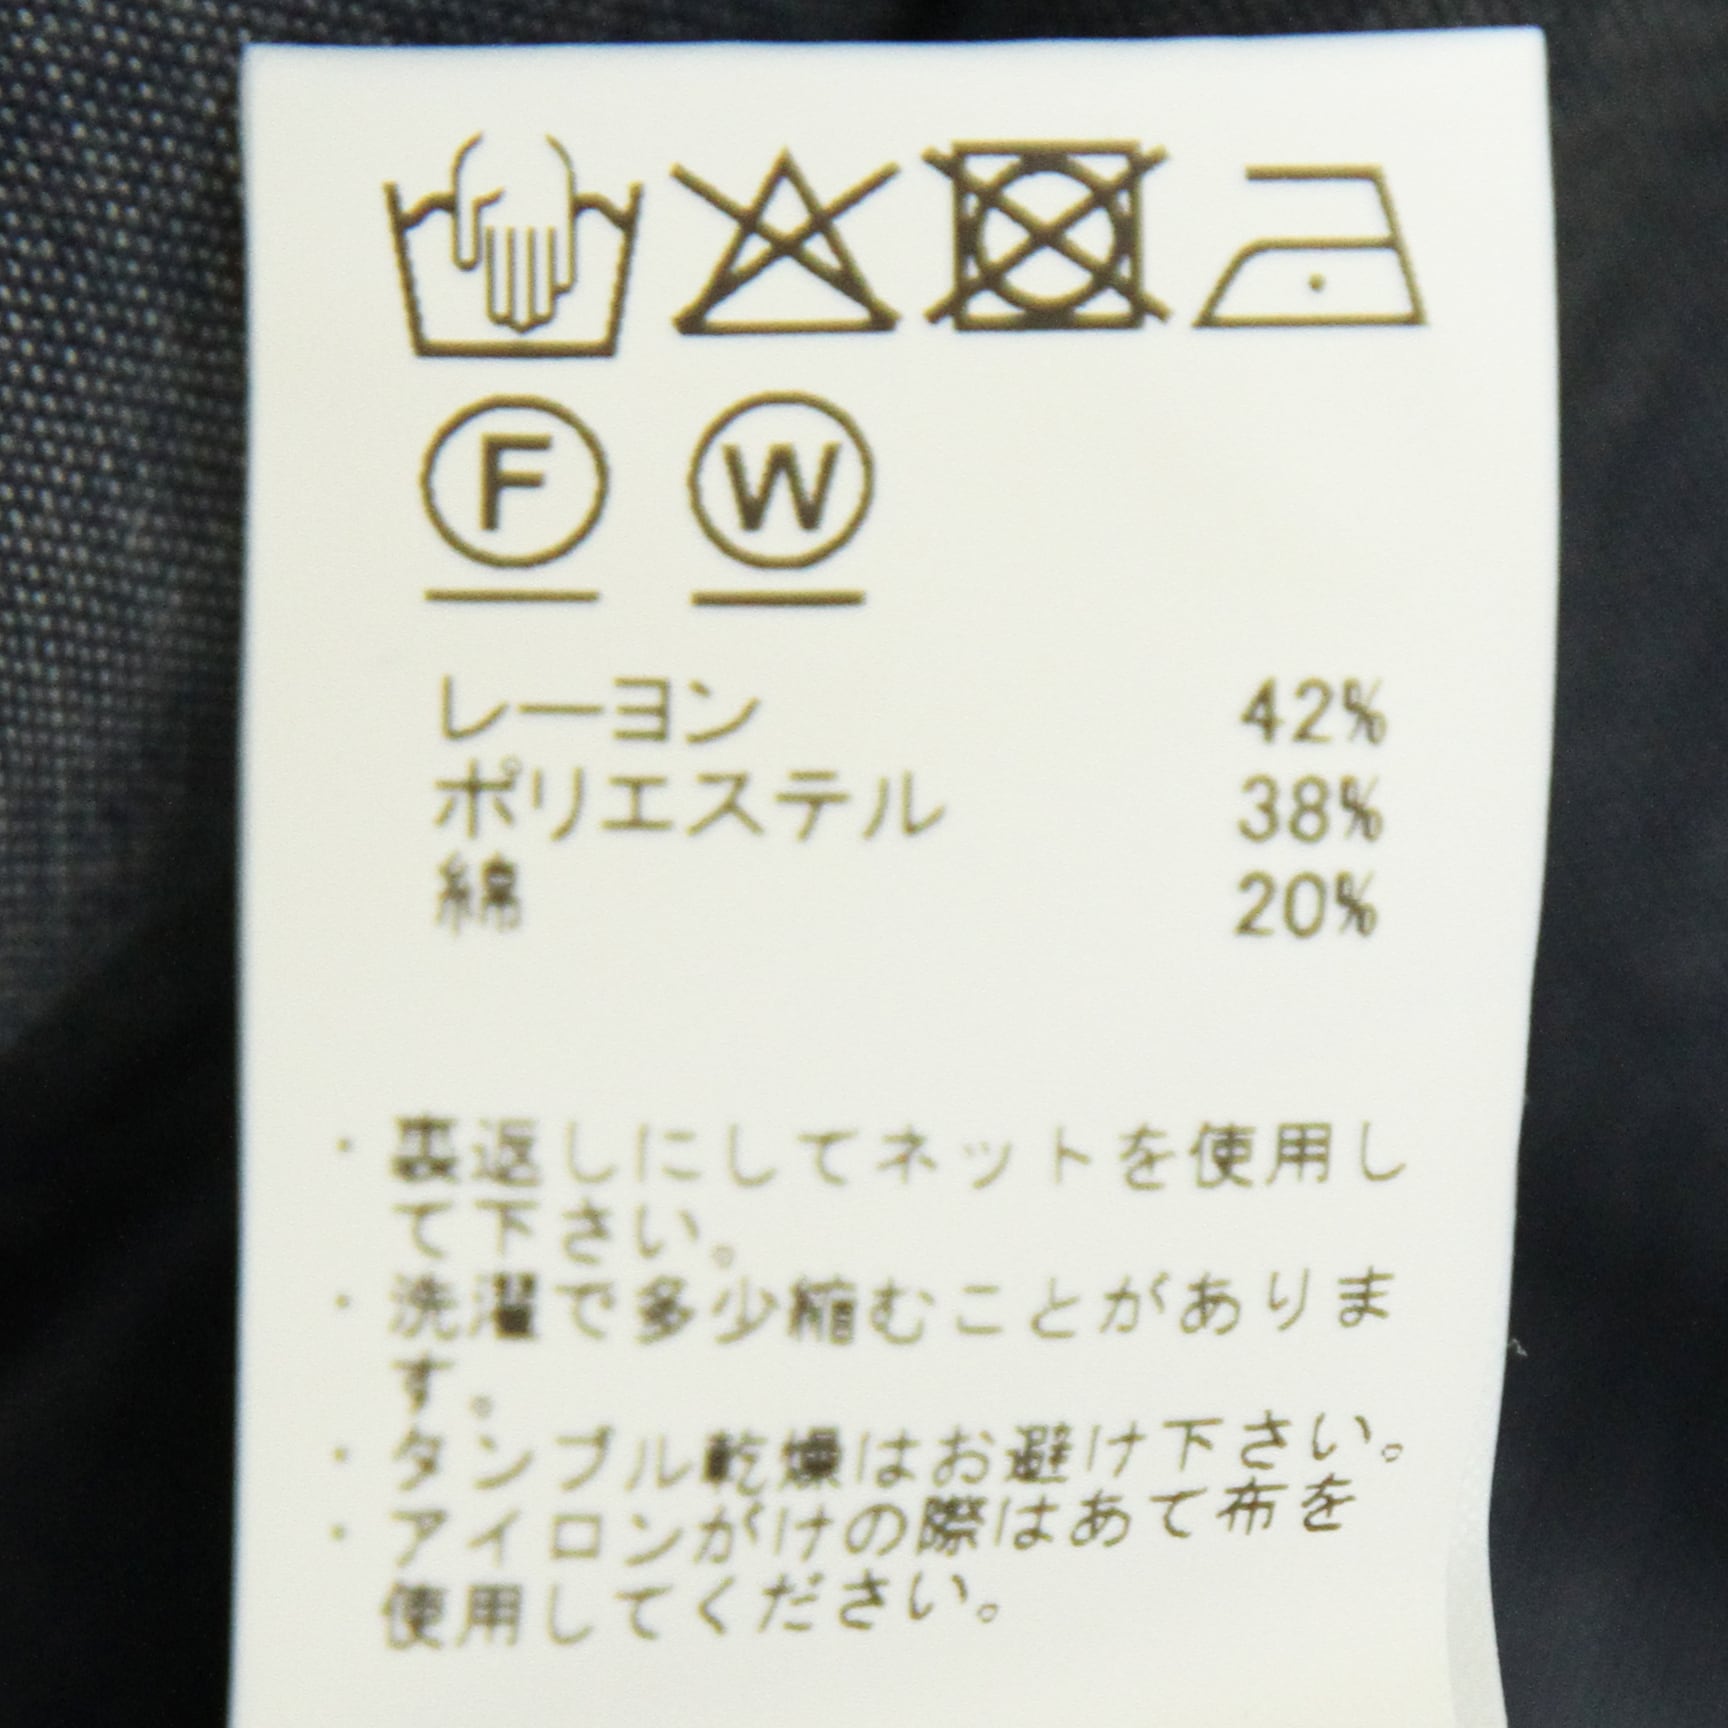 F W
レーヨン 42%
ポリエステル 38%
綿 20%
・裏返しにしてネットを使用し
て下さい。
・洗濯で多少縮むことがありま
す。
・タンブル乾燥はお避け下さい。
・アイロンがけの際はあて布を
使用してください。